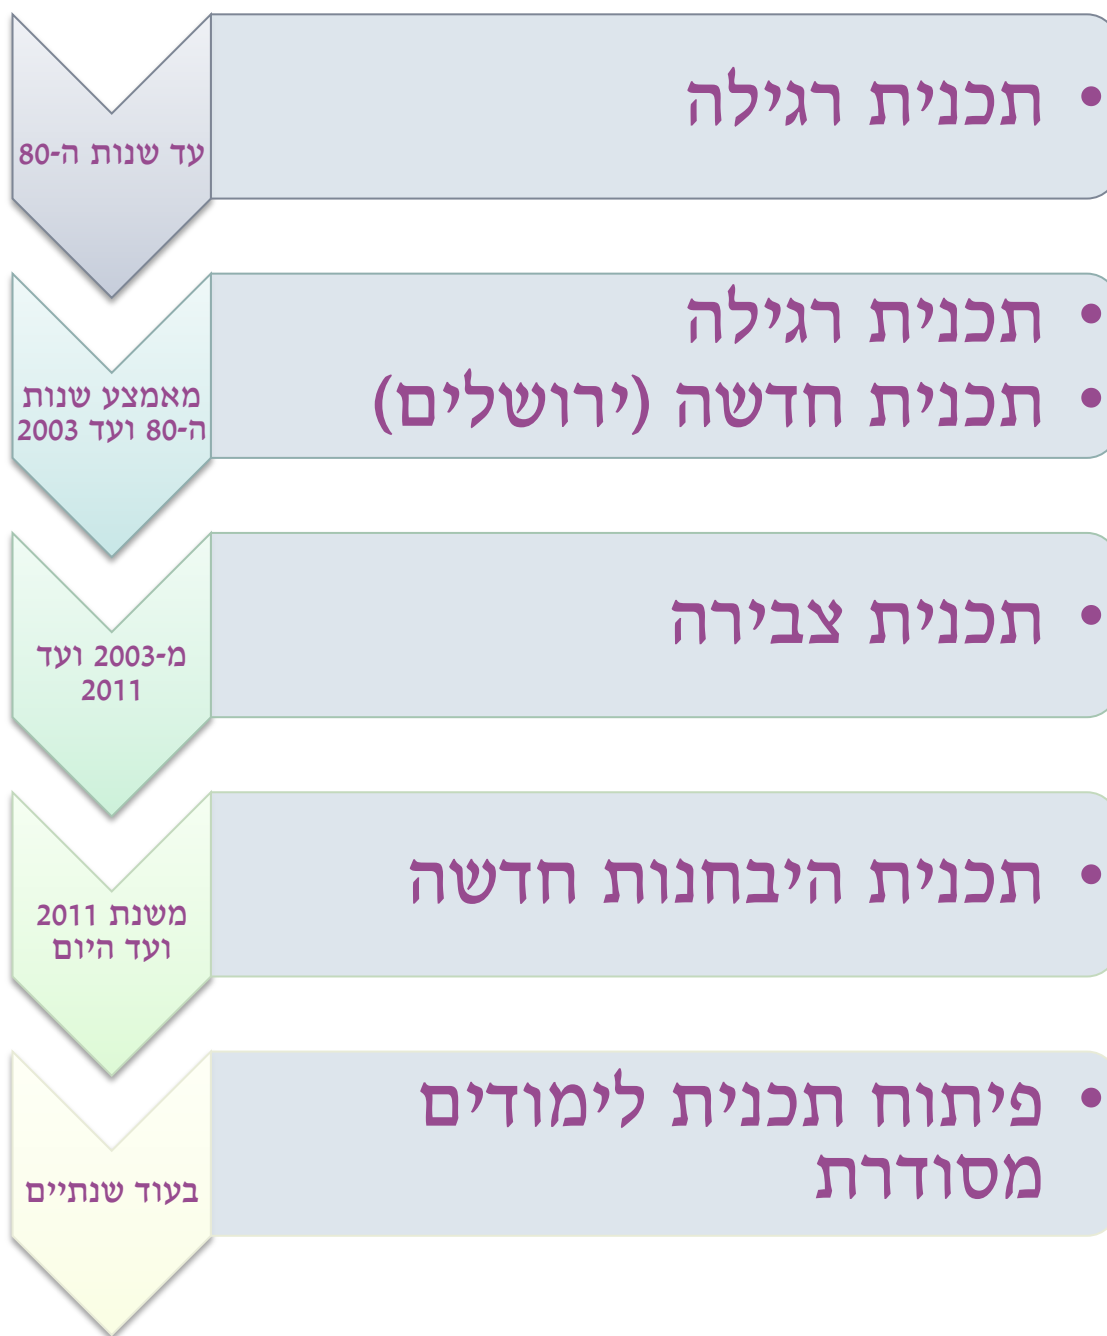 עד שנות ה-80
• תכנית רגילה
מאמצע שנות
ה-80 ועד 2003
• תכנית רגילה
• תכנית חדשה (ירושלים)
מ-2003 ועד
2011
• תכנית צבירה
משנת 2011
ועד היום
• תכנית היבחנות חדשה
בעוד שנתיים
• פיתוח תכנית לימודים
מסודרת